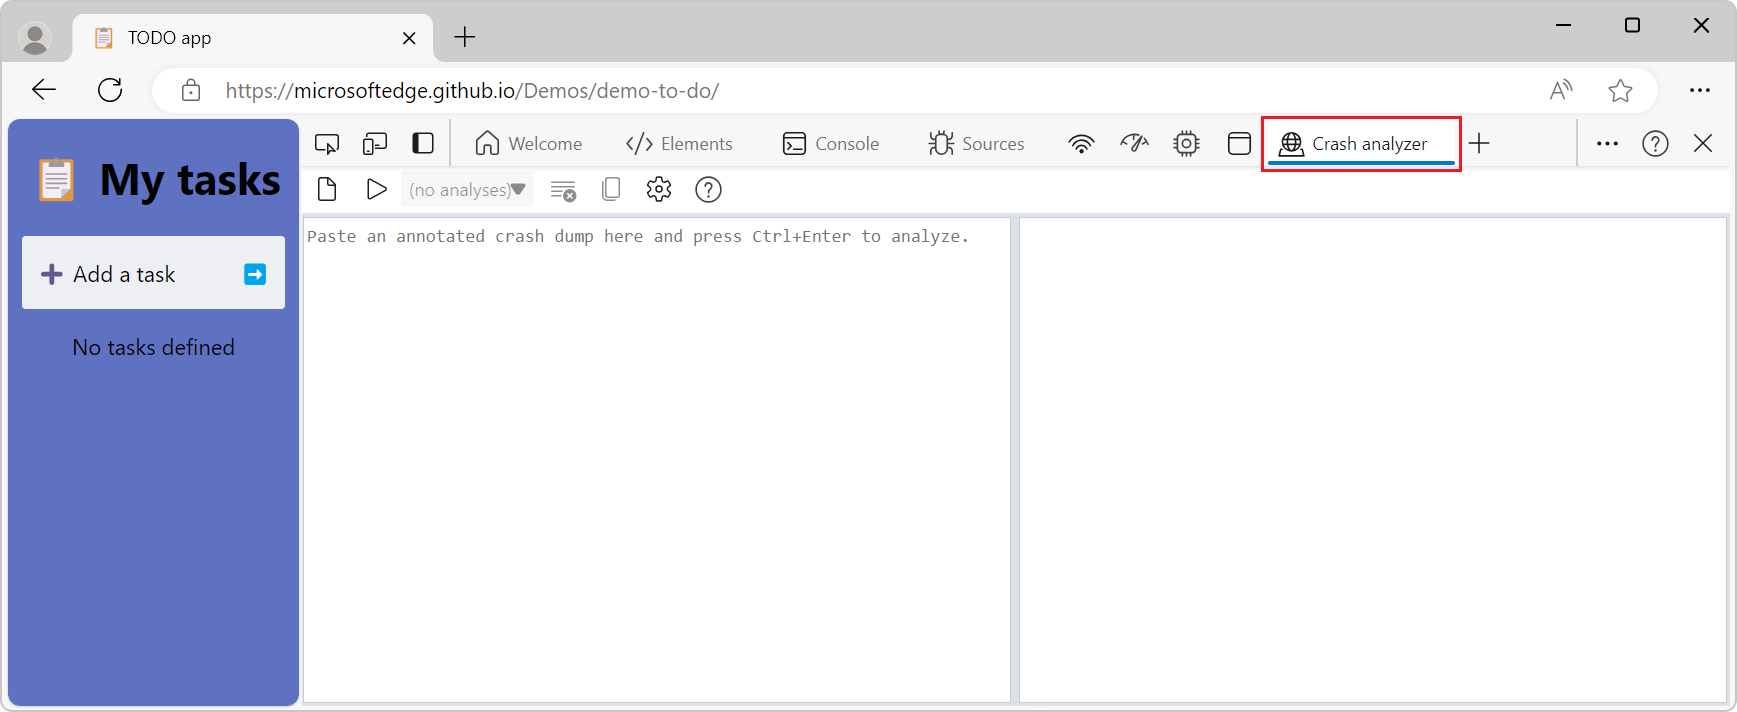 TODO app
https://microsoftedge.github.io/Demos/demo-to-do/
My tasks
Add a task
No tasks defined
Welcome
Elements
Console
Sources
Crash analyzer
(no analyses)
Paste an annotated crash dump here and press Ctrl+Enter to analyze.